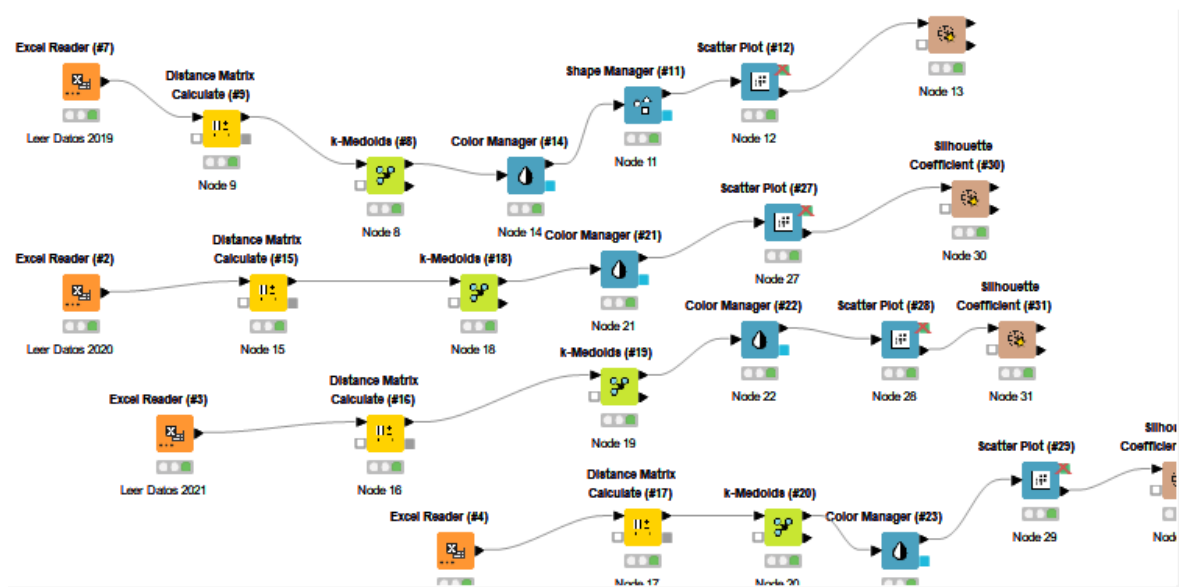 Excel Reader (#7)
Leer Datos 2019
Distance Matrix
Calculate (#9)
Node 9
k-Medoids (#8)
Node 8
Color Manager (#14)
Node 14
Shape Manager (#11)
Node 11
Scatter Plot (#12)
Node 12
Node 13
Excel Reader (#2)
Leer Datos 2020
Distance Matrix
Calculate (#15)
Node 15
k-Medoids (#18)
Node 18
Color Manager (#21)
Node 21
Scatter Plot (#27)
Node 27
Silhouette
Coefficient (#30)
Node 30
Excel Reader (#3)
Leer Datos 2021
Distance Matrix
Calculate (#16)
Node 16
k-Medoids (#19)
Node 19
Color Manager (#22)
Node 22
Scatter Plot (#28)
Node 28
Silhouette
Coefficient (#31)
Node 31
Excel Reader (#4)
Distance Matrix
Calculate (#17)
Node 17
k-Medoids (#20)
Node 20
Color Manager (#23)
Scatter Plot (#29)
Node 29